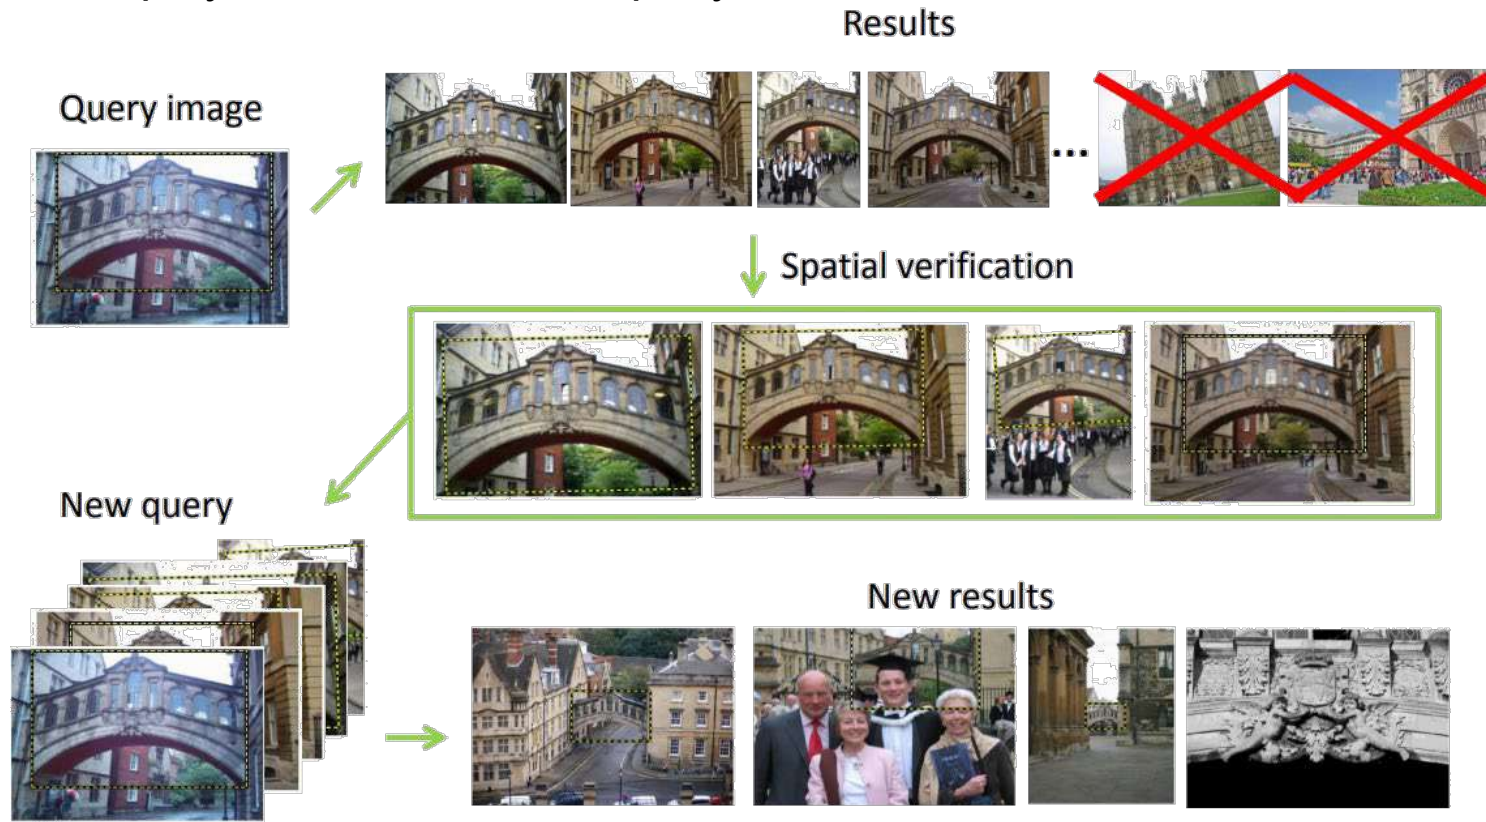 Results
Query image
...
Spatial verification
New query
New results